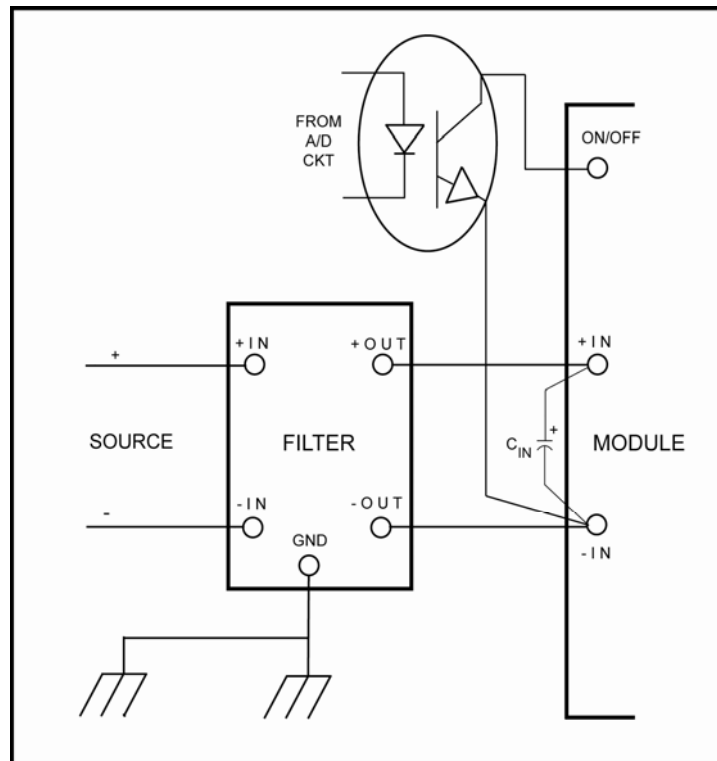 FROM
A/D
CKT
ON/OFF
+IN
+OUT
+IN
+
SOURCE
FILTER
CIN
+
MODULE
-
-IN
-OUT
-IN
GND